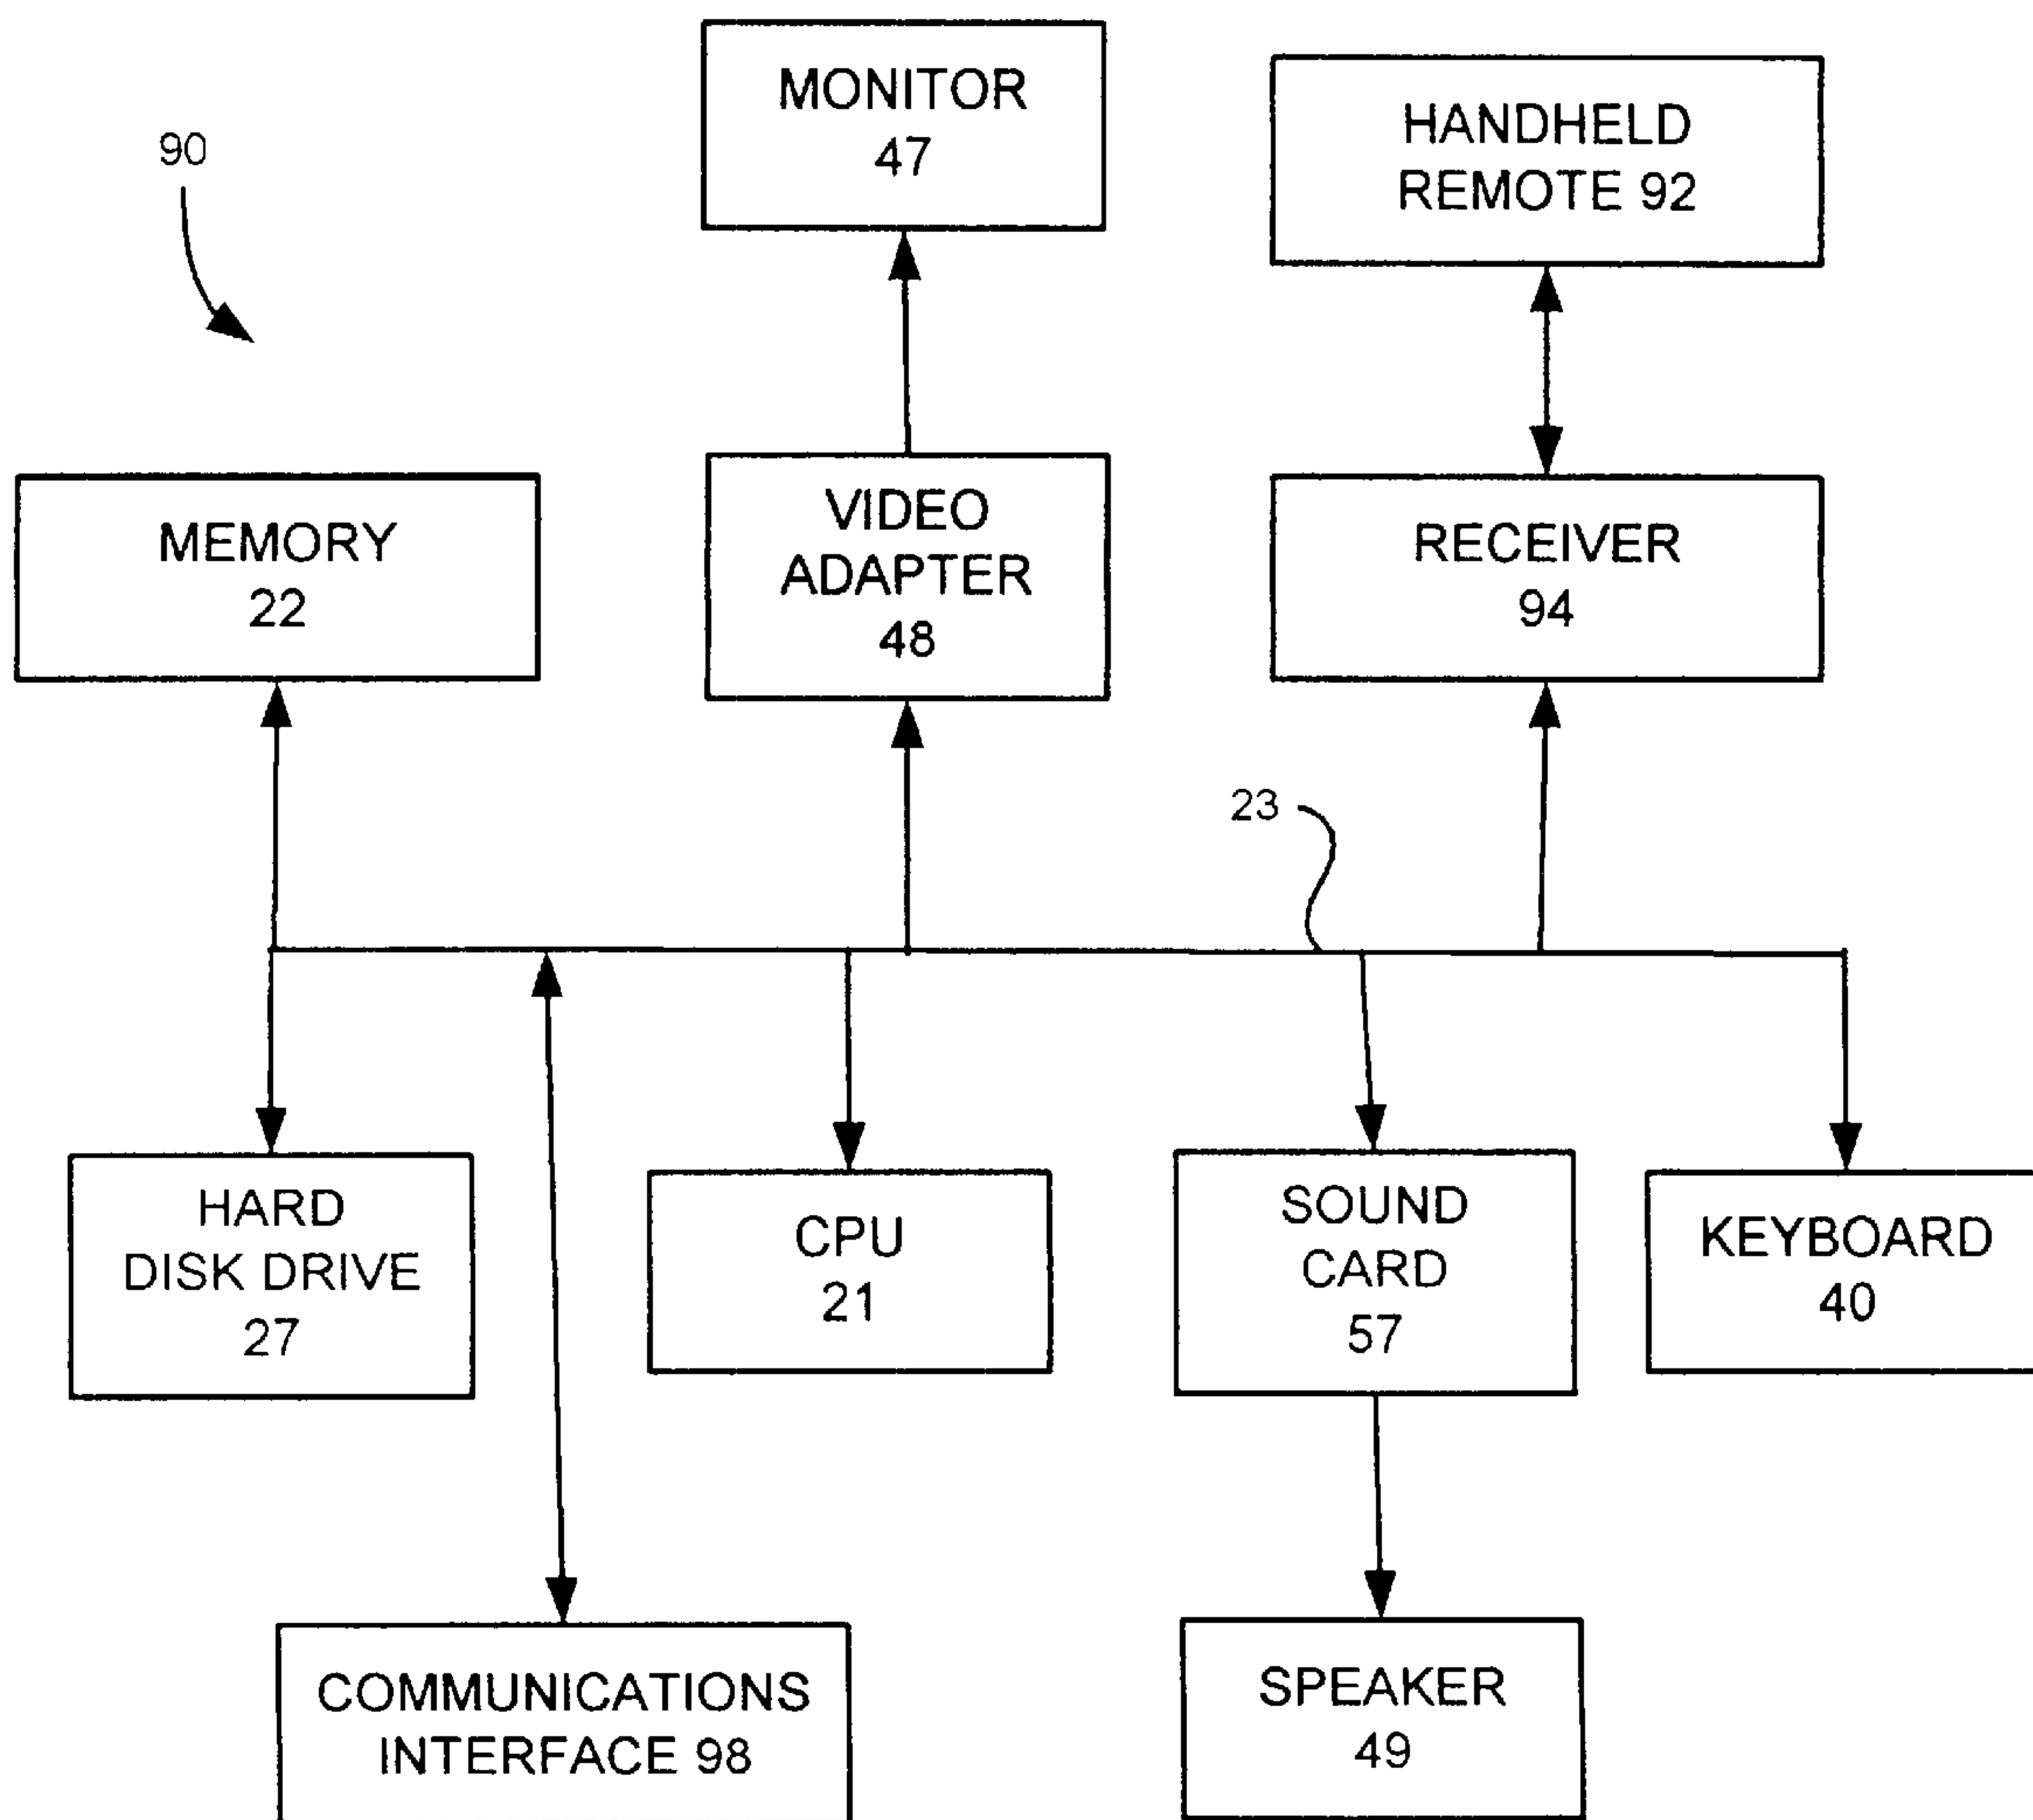 MONITOR
47
HANDHELD
REMOTE 92
90
MEMORY
22
VIDEO
ADAPTER
48
RECEIVER
94
23
HARD
DISK DRIVE
27
CPU
21
SOUND
CARD
57
KEYBOARD
40
COMMUNICATIONS
INTERFACE 98
SPEAKER
49